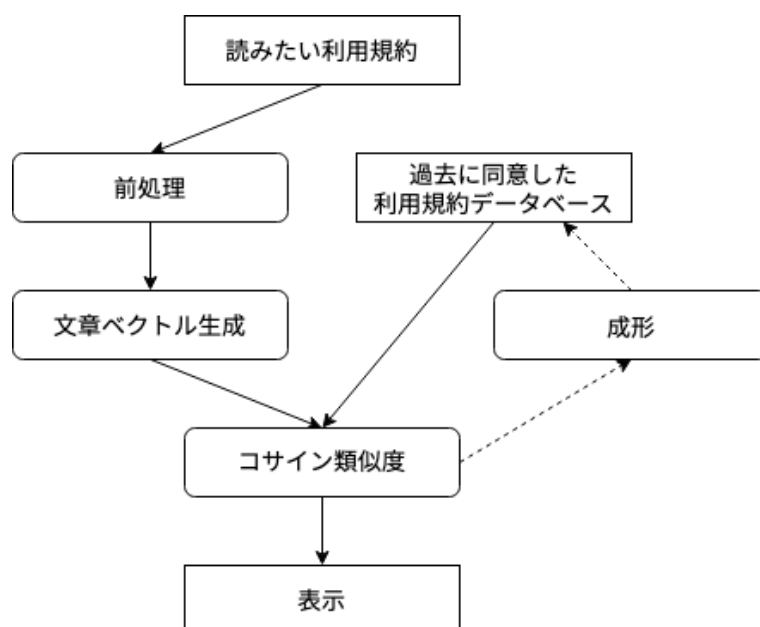 読みたい利用規約
前処理
過去に同意した
利用規約データベース
文章ベクトル生成
成形
コサイン類似度
表示